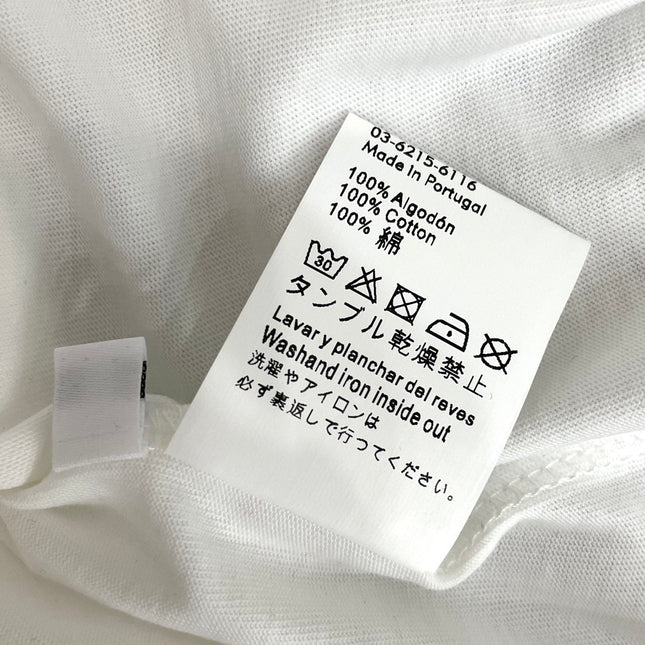 03-6215-6116
Made in Portugal
100% Algodón
100% Cotton
100% 綿
30
タンブル乾燥禁止
Lavar y planchar del reves
Washand iron inside out
洗濯やアイロンは
必ず裏返しで行つてください。